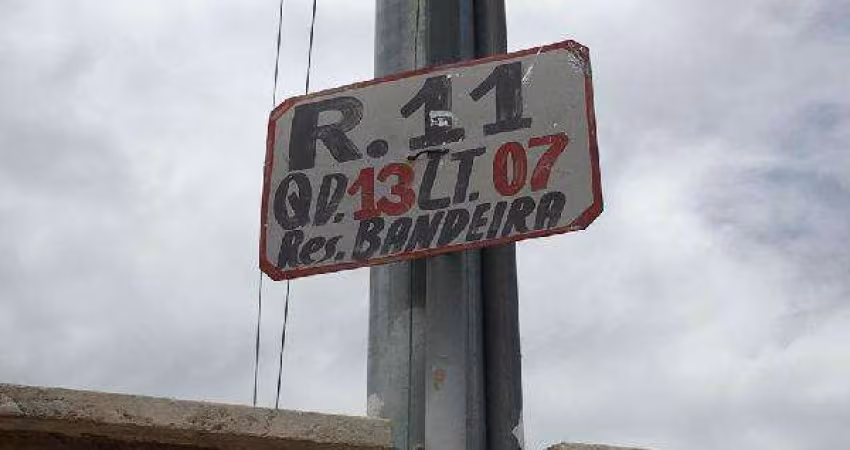 R. 11
QD. 13 LT. 07
Res. BANDEIRA